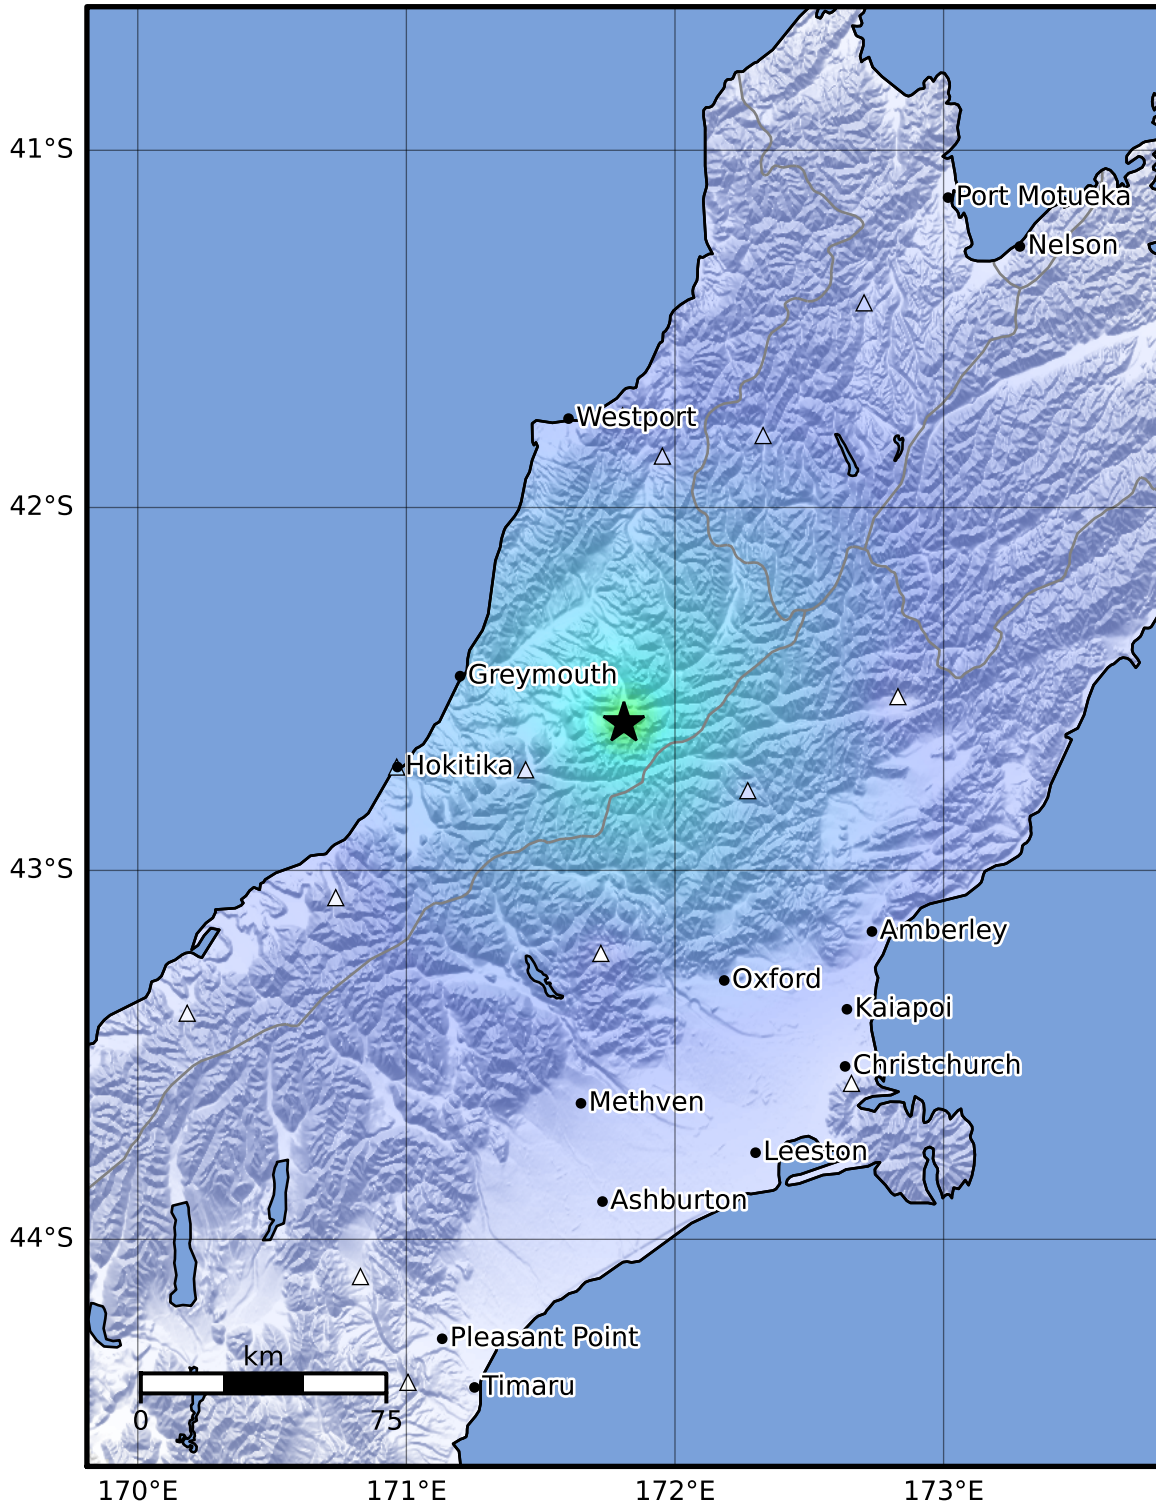 41°S
Port Motueka
Nelson
Westport
42°S
Greymouth
Hokitika
43°S
Amberley
Oxford
Kaiapoi
Christchurch
Methven
Leeston
Ashburton
44°S
Pleasant Point
km
Timaru
0 75
170°E 171°E 172°E 173°E